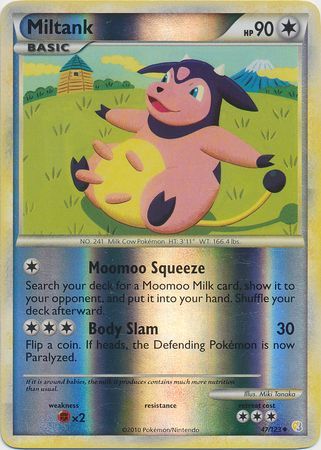 Miltank
HP 90
BASIC
NO. 241 Milk Cow Pokémon HT: 3'11" WT: 166.4 lbs.
Moomoo Squeeze
Search your deck for a Moomoo Milk card, show it to
your opponent, and put it into your hand. Shuffle your
deck afterward.
Body Slam 30
Flip a coin. If heads, the Defending Pokémon is now
Paralyzed.
If it is around babies, the milk it produces contains much more nutrition
than usual.
Illus. Miki Tanaka
weakness resistance retreat cost
×2
©2010 Pokémon/Nintendo 47/123